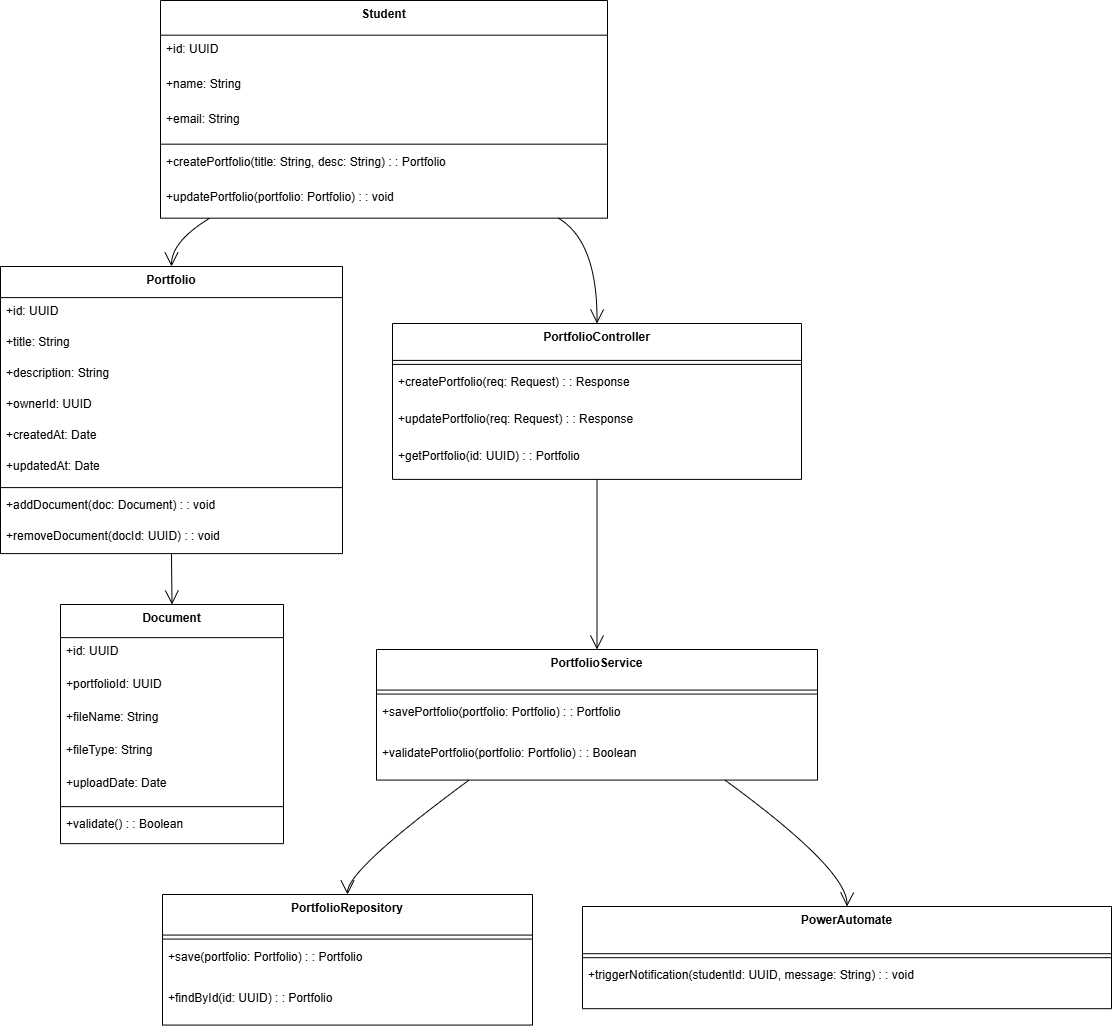 Student
+id: UUID
+name: String
+email: String
+createPortfolio(title: String, desc: String) : : Portfolio
+updatePortfolio(portfolio: Portfolio) : : void
Portfolio
+id: UUID
+title: String
+description: String
+ownerId: UUID
+createdAt: Date
+updatedAt: Date
+addDocument(doc: Document) : : void
+removeDocument(docId: UUID) : : void
PortfolioController
+createPortfolio(req: Request) : : Response
+updatePortfolio(req: Request) : : Response
+getPortfolio(id: UUID) : : Portfolio
Document
+id: UUID
+portfolioId: UUID
+fileName: String
+fileType: String
+uploadDate: Date
+validate() : : Boolean
PortfolioService
+savePortfolio(portfolio: Portfolio) : : Portfolio
+validatePortfolio(portfolio: Portfolio) : : Boolean
PortfolioRepository
+save(portfolio: Portfolio) : : Portfolio
+findById(id: UUID) : : Portfolio
PowerAutomate
+triggerNotification(studentId: UUID, message: String) : : void